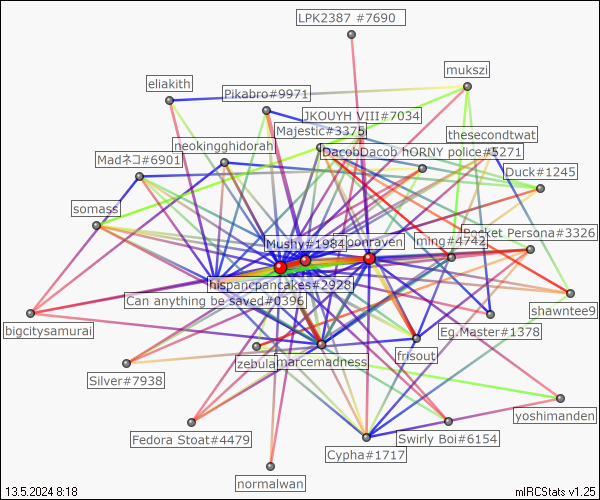 LPK2387 #7690
mukszi
eliakith
Pikabro#9971
JKOUYH VIII#7034
Majestic#3375
thesecondtwat
neokingghidorah
DacobDacob
hORNY police#5271
Madネコ#6901
Duck#1245
somass
Pocket Persona#3326
Mushy#1984
moonraven
ming#4742
hispancpancakes#2928
Can anything be saved#0396
shawntee9
bigcitysamurai
Eg.Master#1378
frisout
zebula
marcemadness
Silver#7938
yoshimanden
Fedora Stoat#4479
Swirly Boi#6154
Cypha#1717
normalwan
13.5.2024 8:18
mIRCStats v1.25